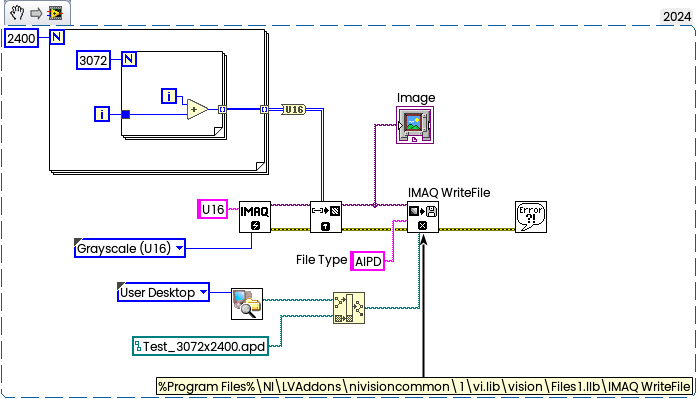 2024
2400
N
3072
N
i
i
+
U16
Image
IMAQ WriteFile
U16
IMAQ
Error
?!
Grayscale (U16)
File Type
AIPD
User Desktop
Test_3072x2400.apd
%Program Files%\NI\LVAddons\nivisioncommon\1\vi.lib\vision\Files1.llb\IMAQ WriteFile